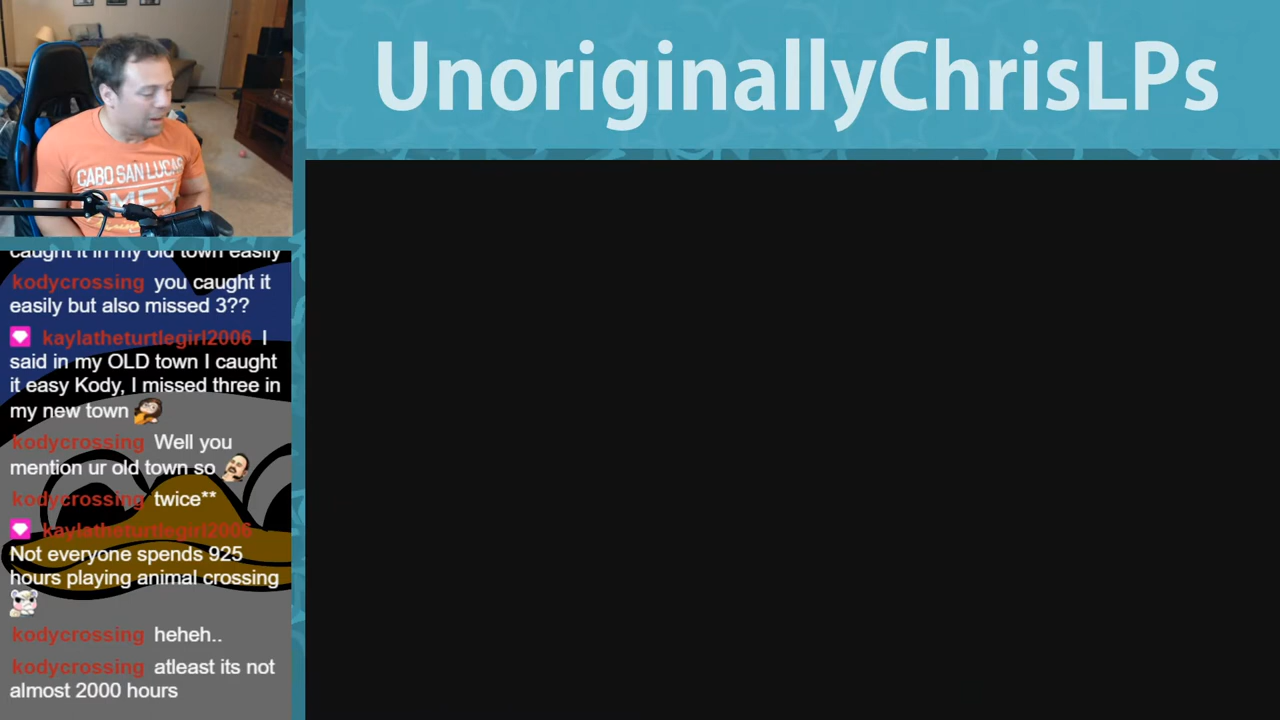 UnoriginallyChrisLPs
CABO SAN LUCAS
caught it in my old town easily
kodycrossing you caught it
easily but also missed 3??
kaylatheturtlegirl2006 I
said in my OLD town I caught
it easy Kody, I missed three in
my new town
kodycrossing Well you
mention ur old town so
kodycrossing twice**
kaylatheturtlegirl2006
Not everyone spends 925
hours playing animal crossing
kodycrossing heheh..
kodycrossing atleast its not
almost 2000 hours